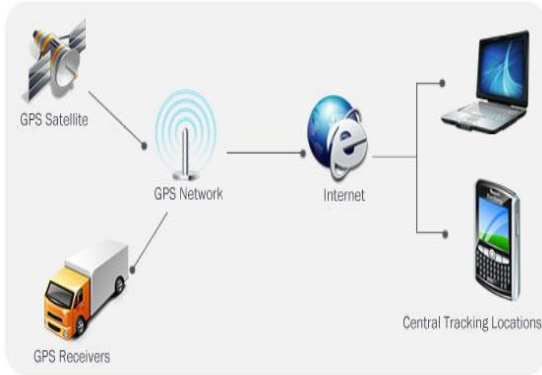 GPS Satellite
GPS Network
Internet
GPS Receivers
Central Tracking Locations